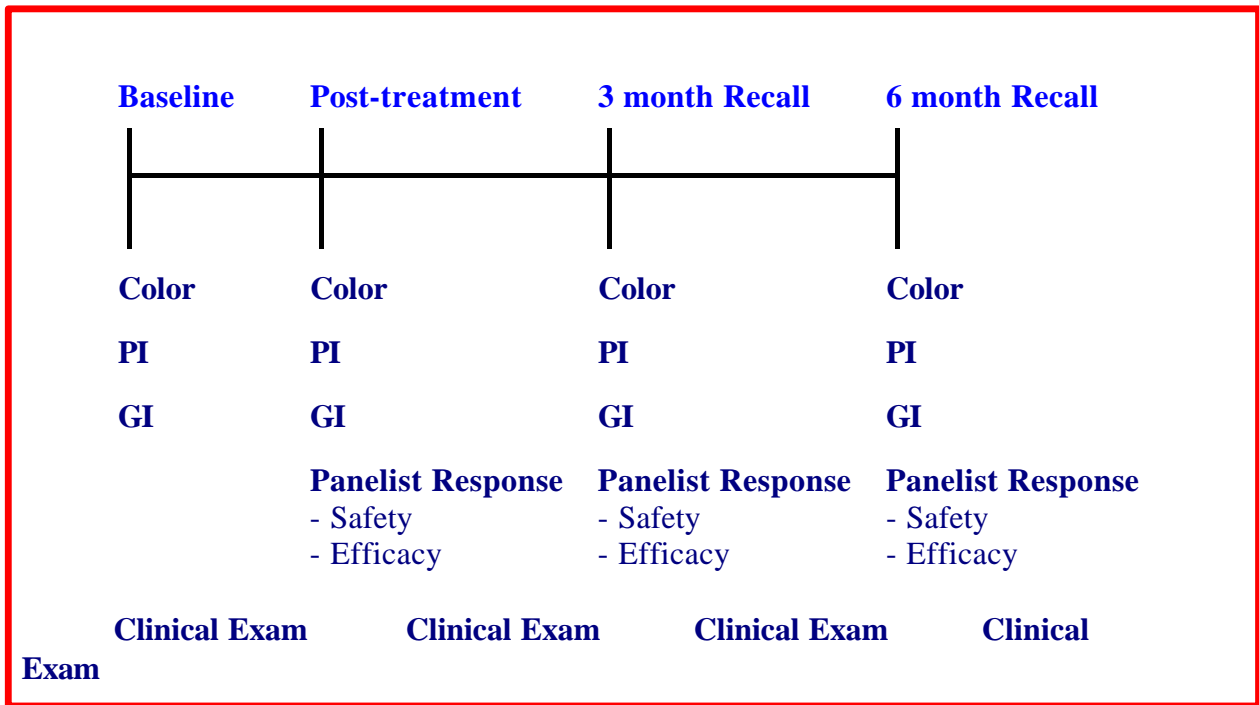 Baseline Post-treatment 3 month Recall 6 month Recall
Color Color Color Color
PI PI PI PI
GI GI GI GI
Panelist Response Panelist Response Panelist Response
- Safety - Safety - Safety
- Efficacy - Efficacy - Efficacy
Clinical Exam Clinical Exam Clinical Exam Clinical
Exam